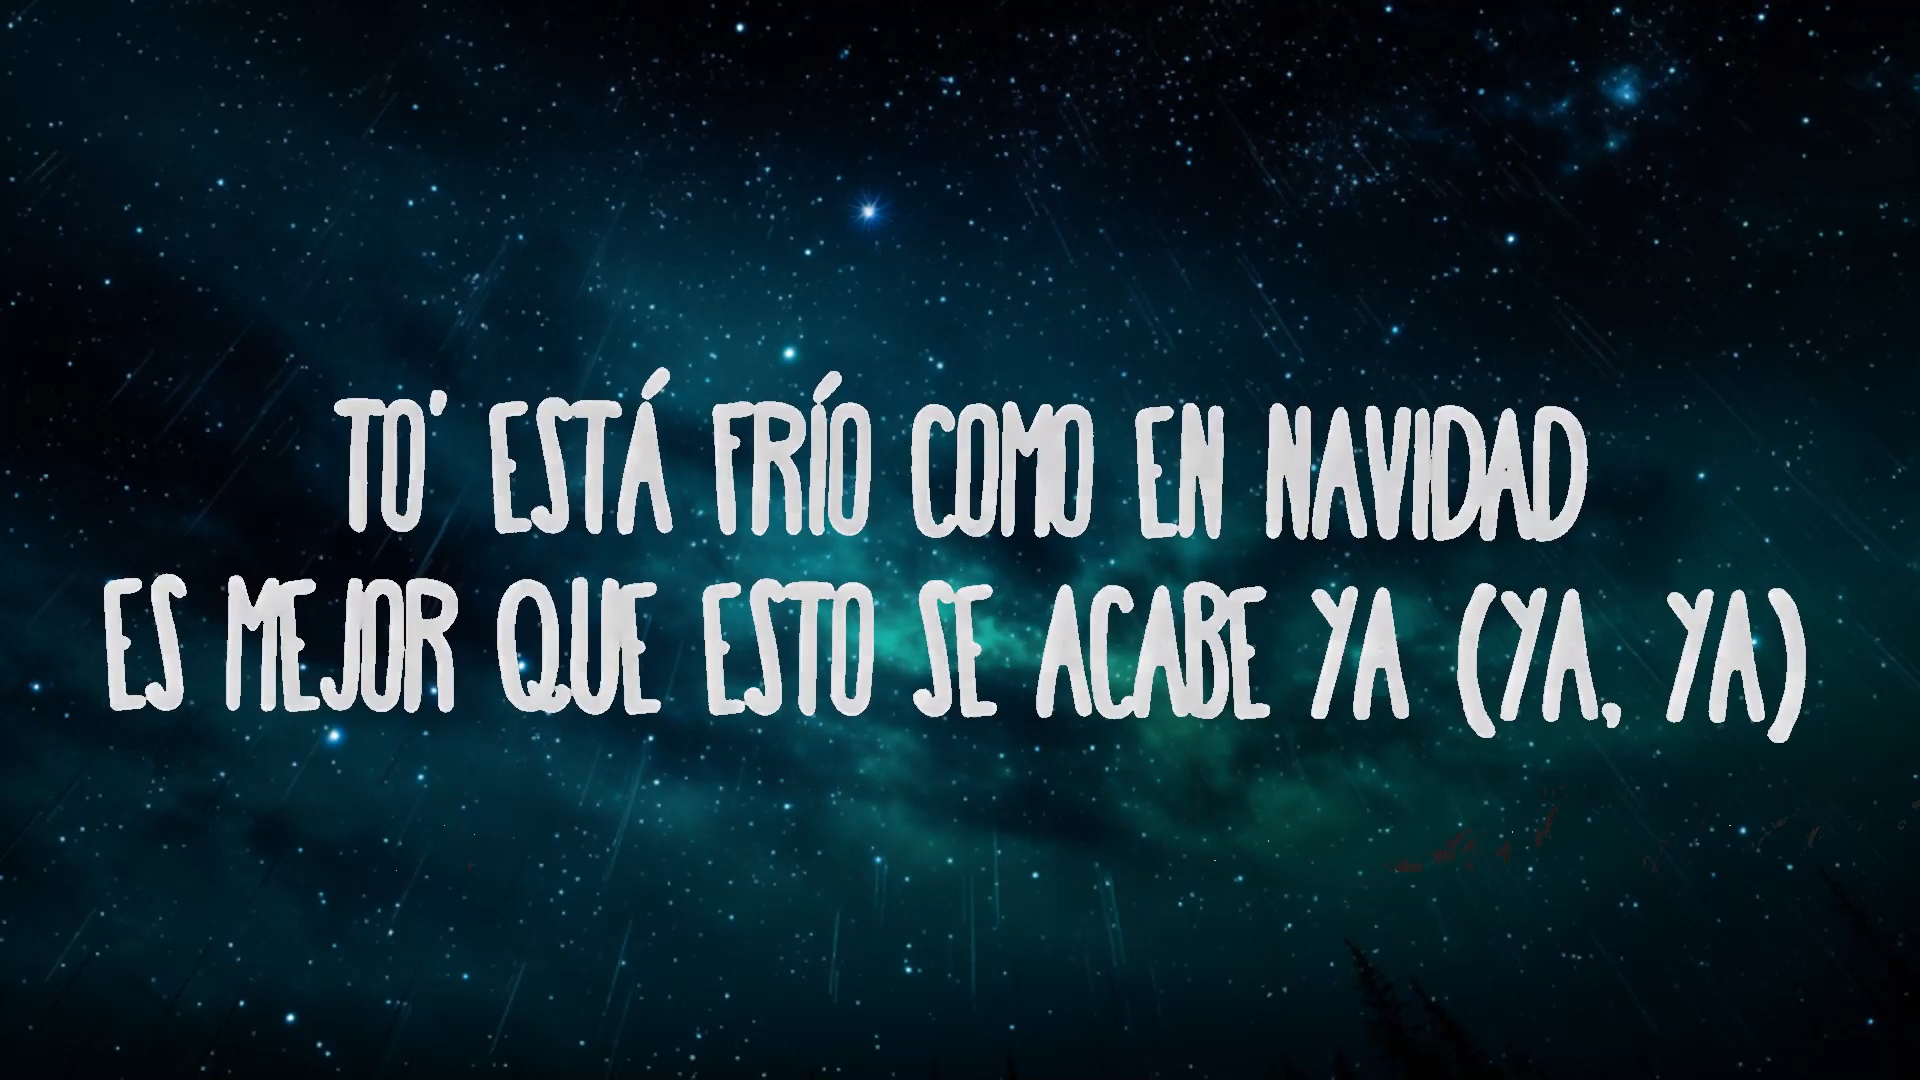 TO' ESTÁ FRÍO COMO EN NAVIDAD
ES MEJOR QUE ESTO SE ACABE YA (YA, YA)